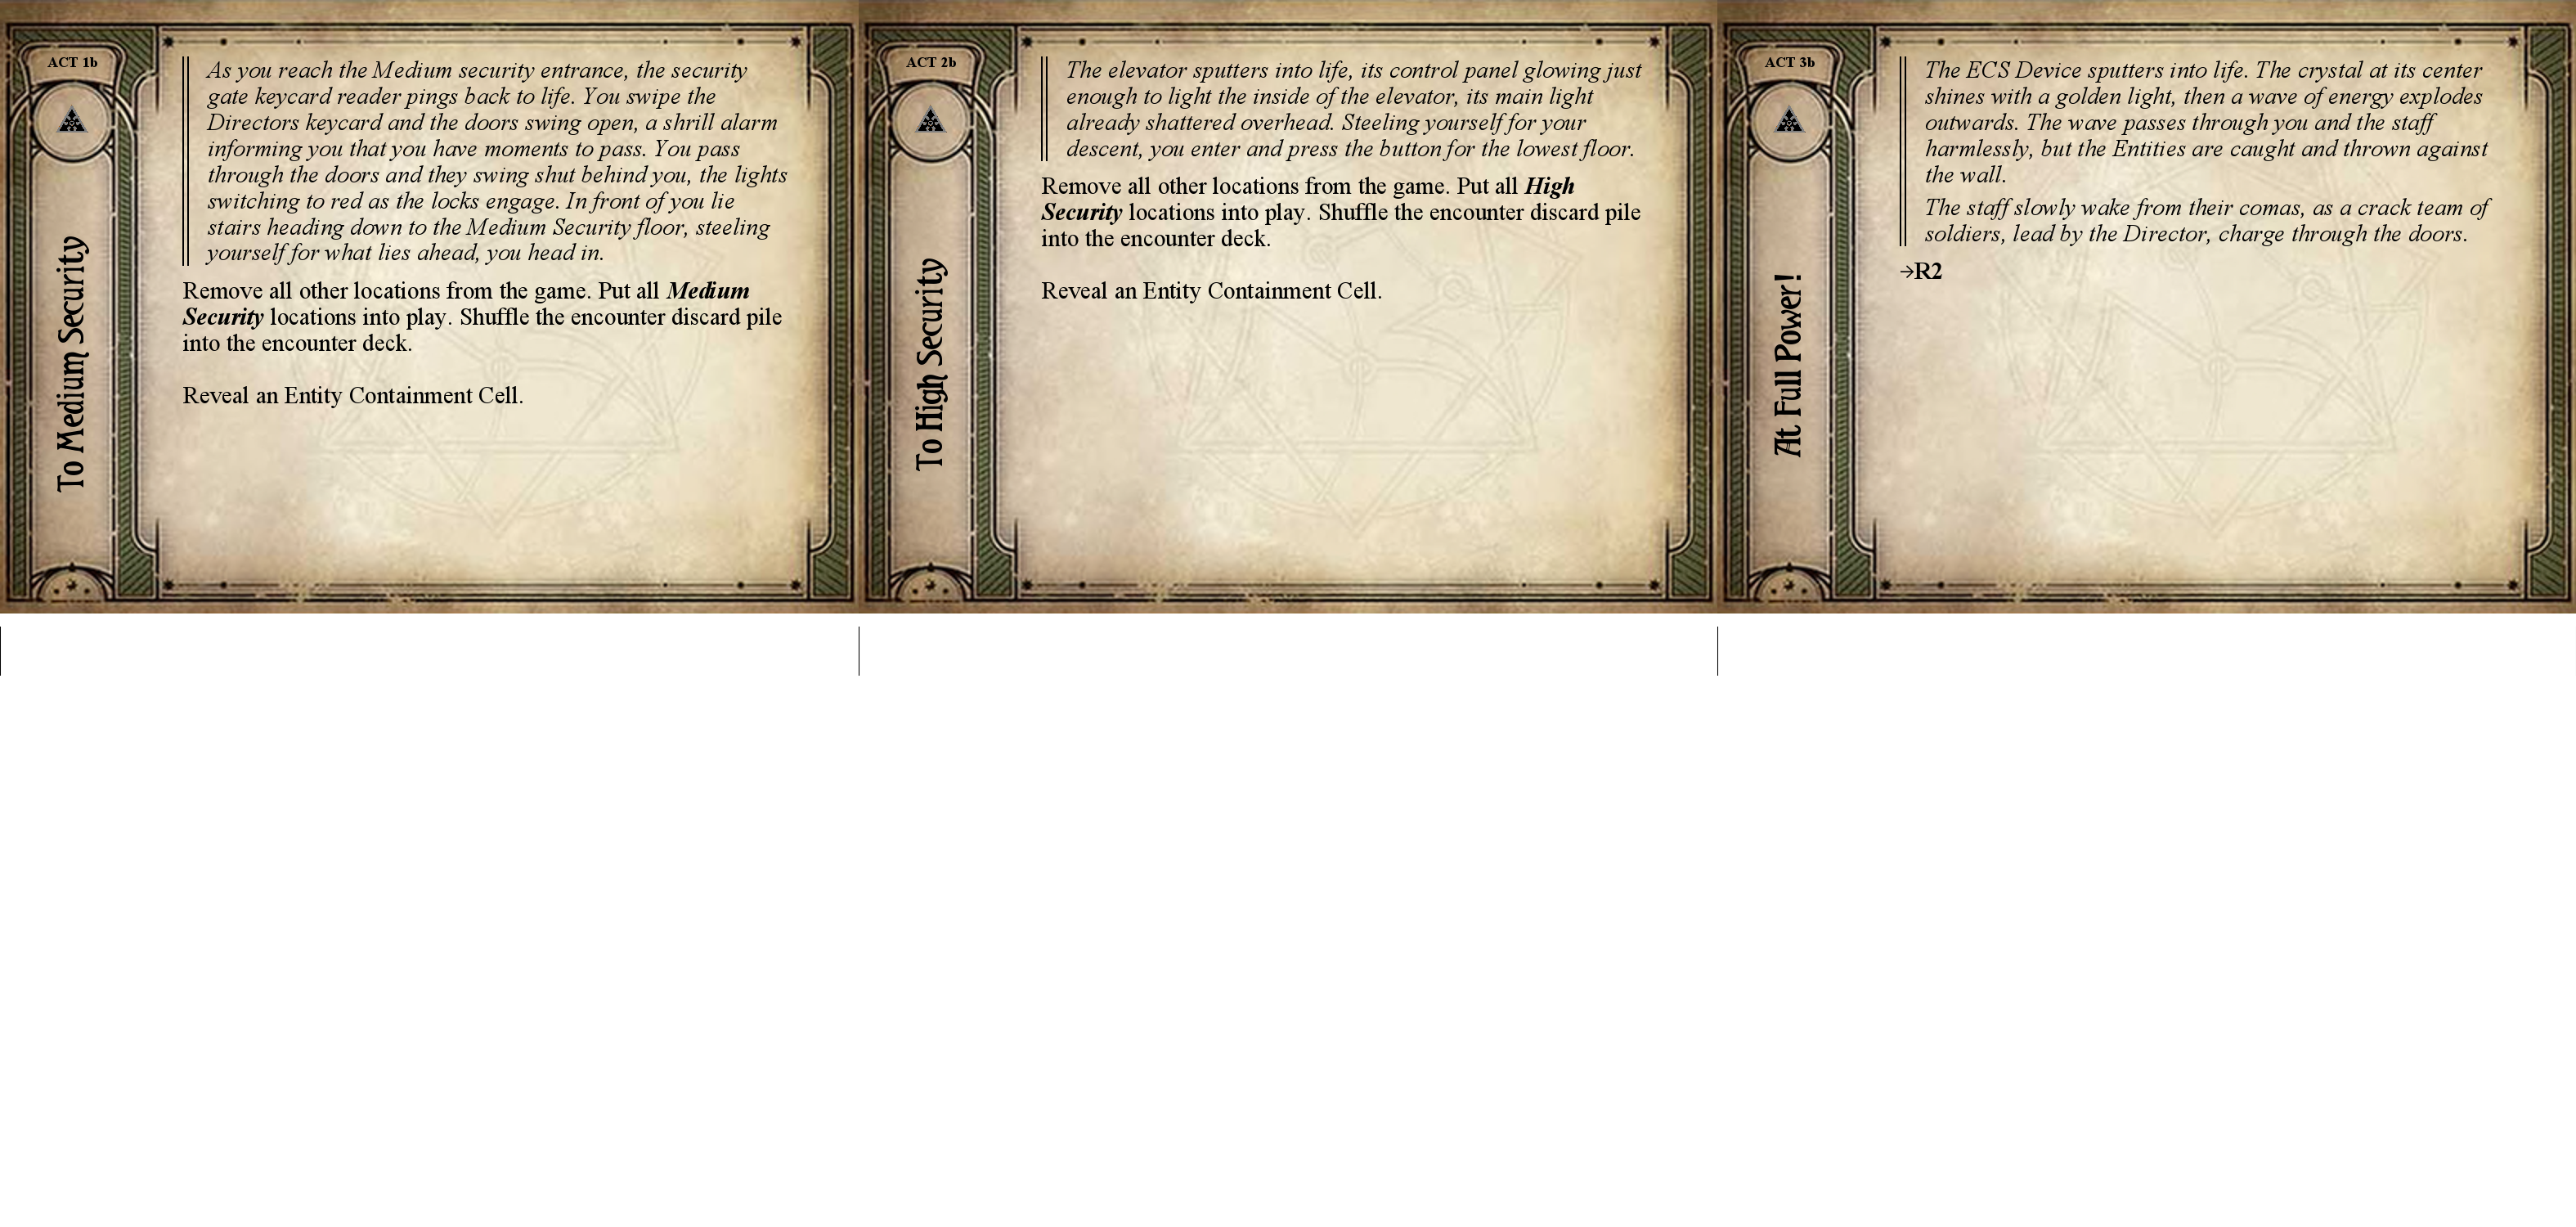 ACT 1b
To Medium Security
As you reach the Medium security entrance, the security
gate keycard reader pings back to life. You swipe the
Directors keycard and the doors swing open, a shrill alarm
informing you that you have moments to pass. You pass
through the doors and they swing shut behind you, the lights
switching to red as the locks engage. In front of you lie
stairs heading down to the Medium Security floor, steeling
yourself for what lies ahead, you head in.
Remove all other locations from the game. Put all Medium
Security locations into play. Shuffle the encounter discard pile
into the encounter deck.
Reveal an Entity Containment Cell.
ACT 2b
To High Security
The elevator sputters into life, its control panel glowing just
enough to light the inside of the elevator, its main light
already shattered overhead. Steeling yourself for your
descent, you enter and press the button for the lowest floor.
Remove all other locations from the game. Put all High
Security locations into play. Shuffle the encounter discard pile
into the encounter deck.
Reveal an Entity Containment Cell.
ACT 3b
At Full Power!
The ECS Device sputters into life. The crystal at its center
shines with a golden light, then a wave of energy explodes
outwards. The wave passes through you and the staff
harmlessly, but the Entities are caught and thrown against
the wall.
The staff slowly wake from their comas, as a crack team of
soldiers, lead by the Director, charge through the doors.
→R2